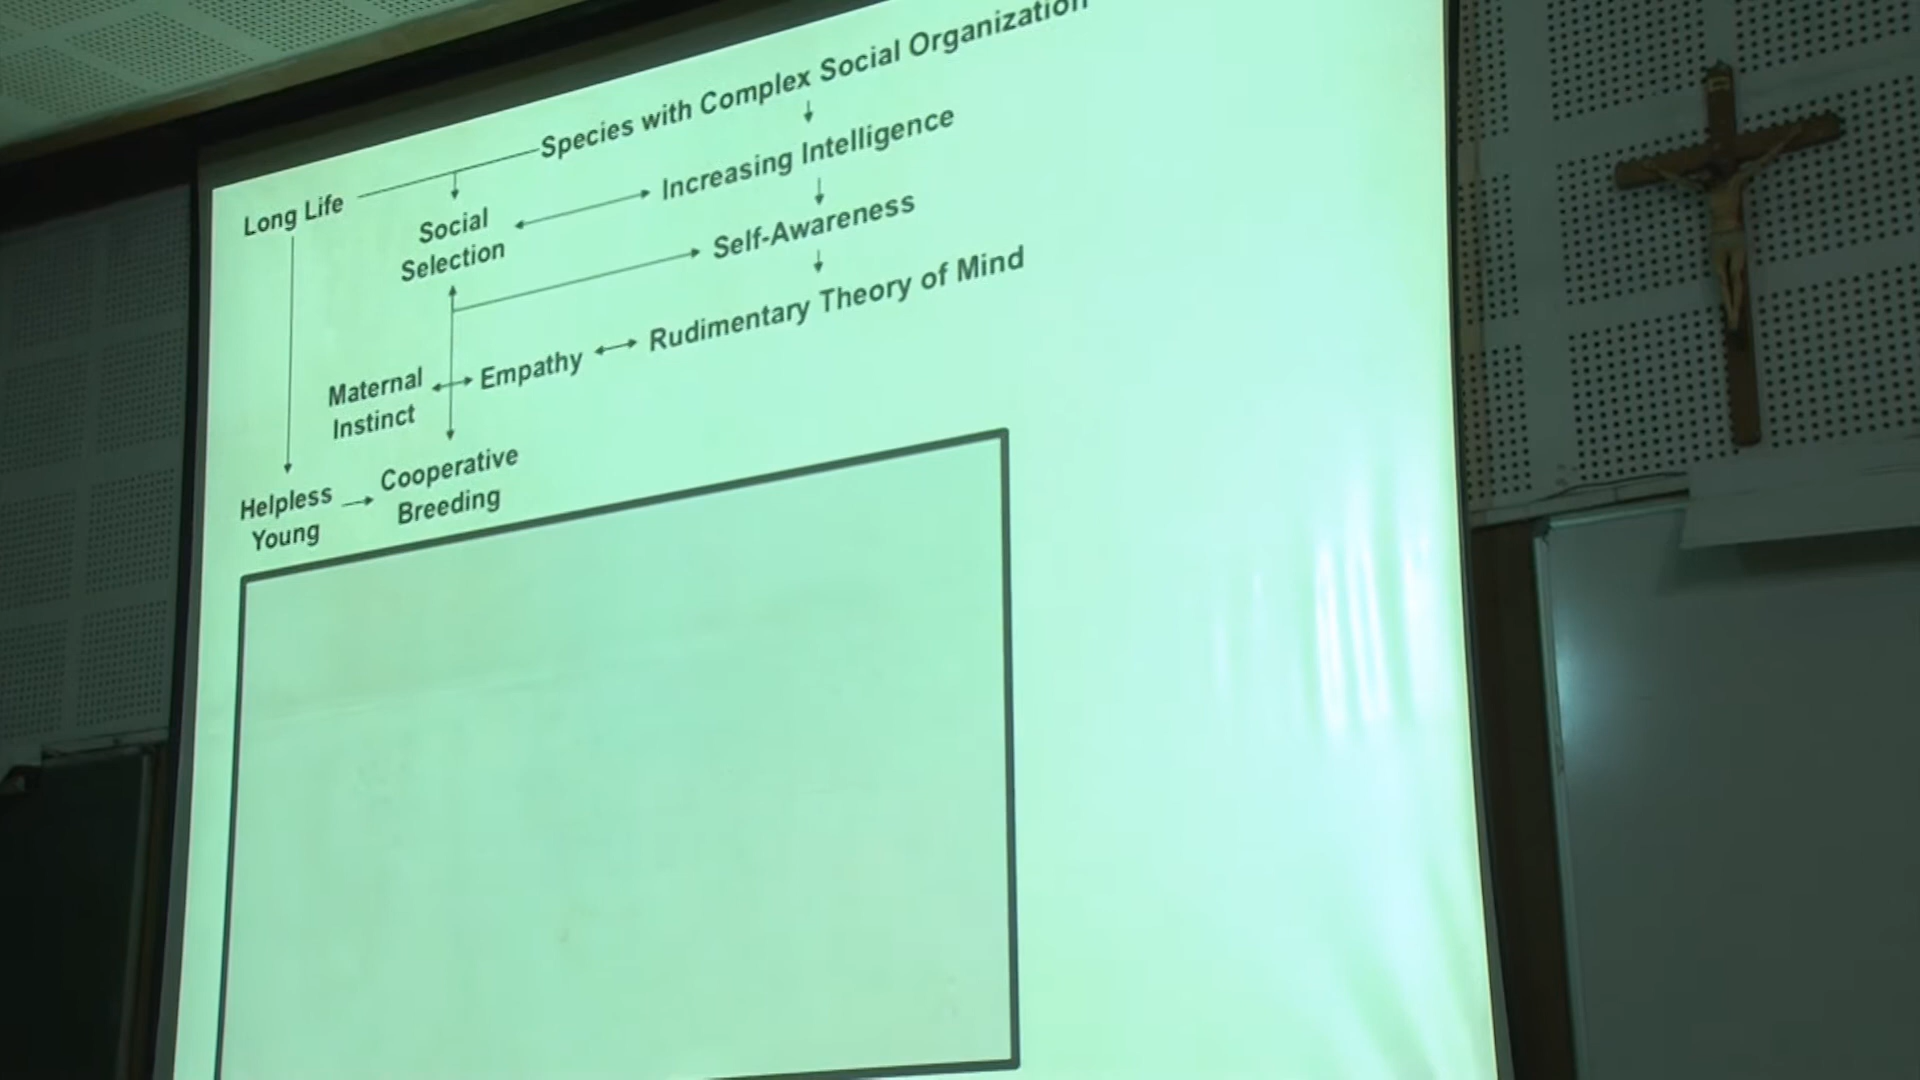 Species with Complex Social Organization
Long Life
Increasing Intelligence
Social
Selection
Self-Awareness
Rudimentary Theory of Mind
Maternal
Instinct
Empathy
Helpless
Young
Cooperative
Breeding